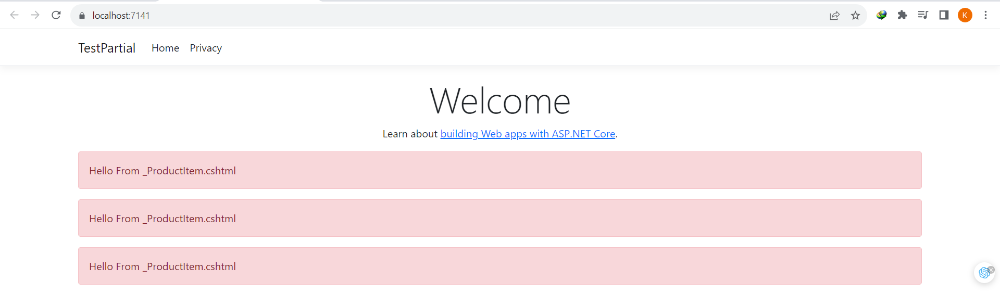 localhost:7141
K
TestPartial Home Privacy
Welcome
Learn about building Web apps with ASP.NET Core.
Hello From _ProductItem.cshtml
Hello From _ProductItem.cshtml
Hello From _ProductItem.cshtml